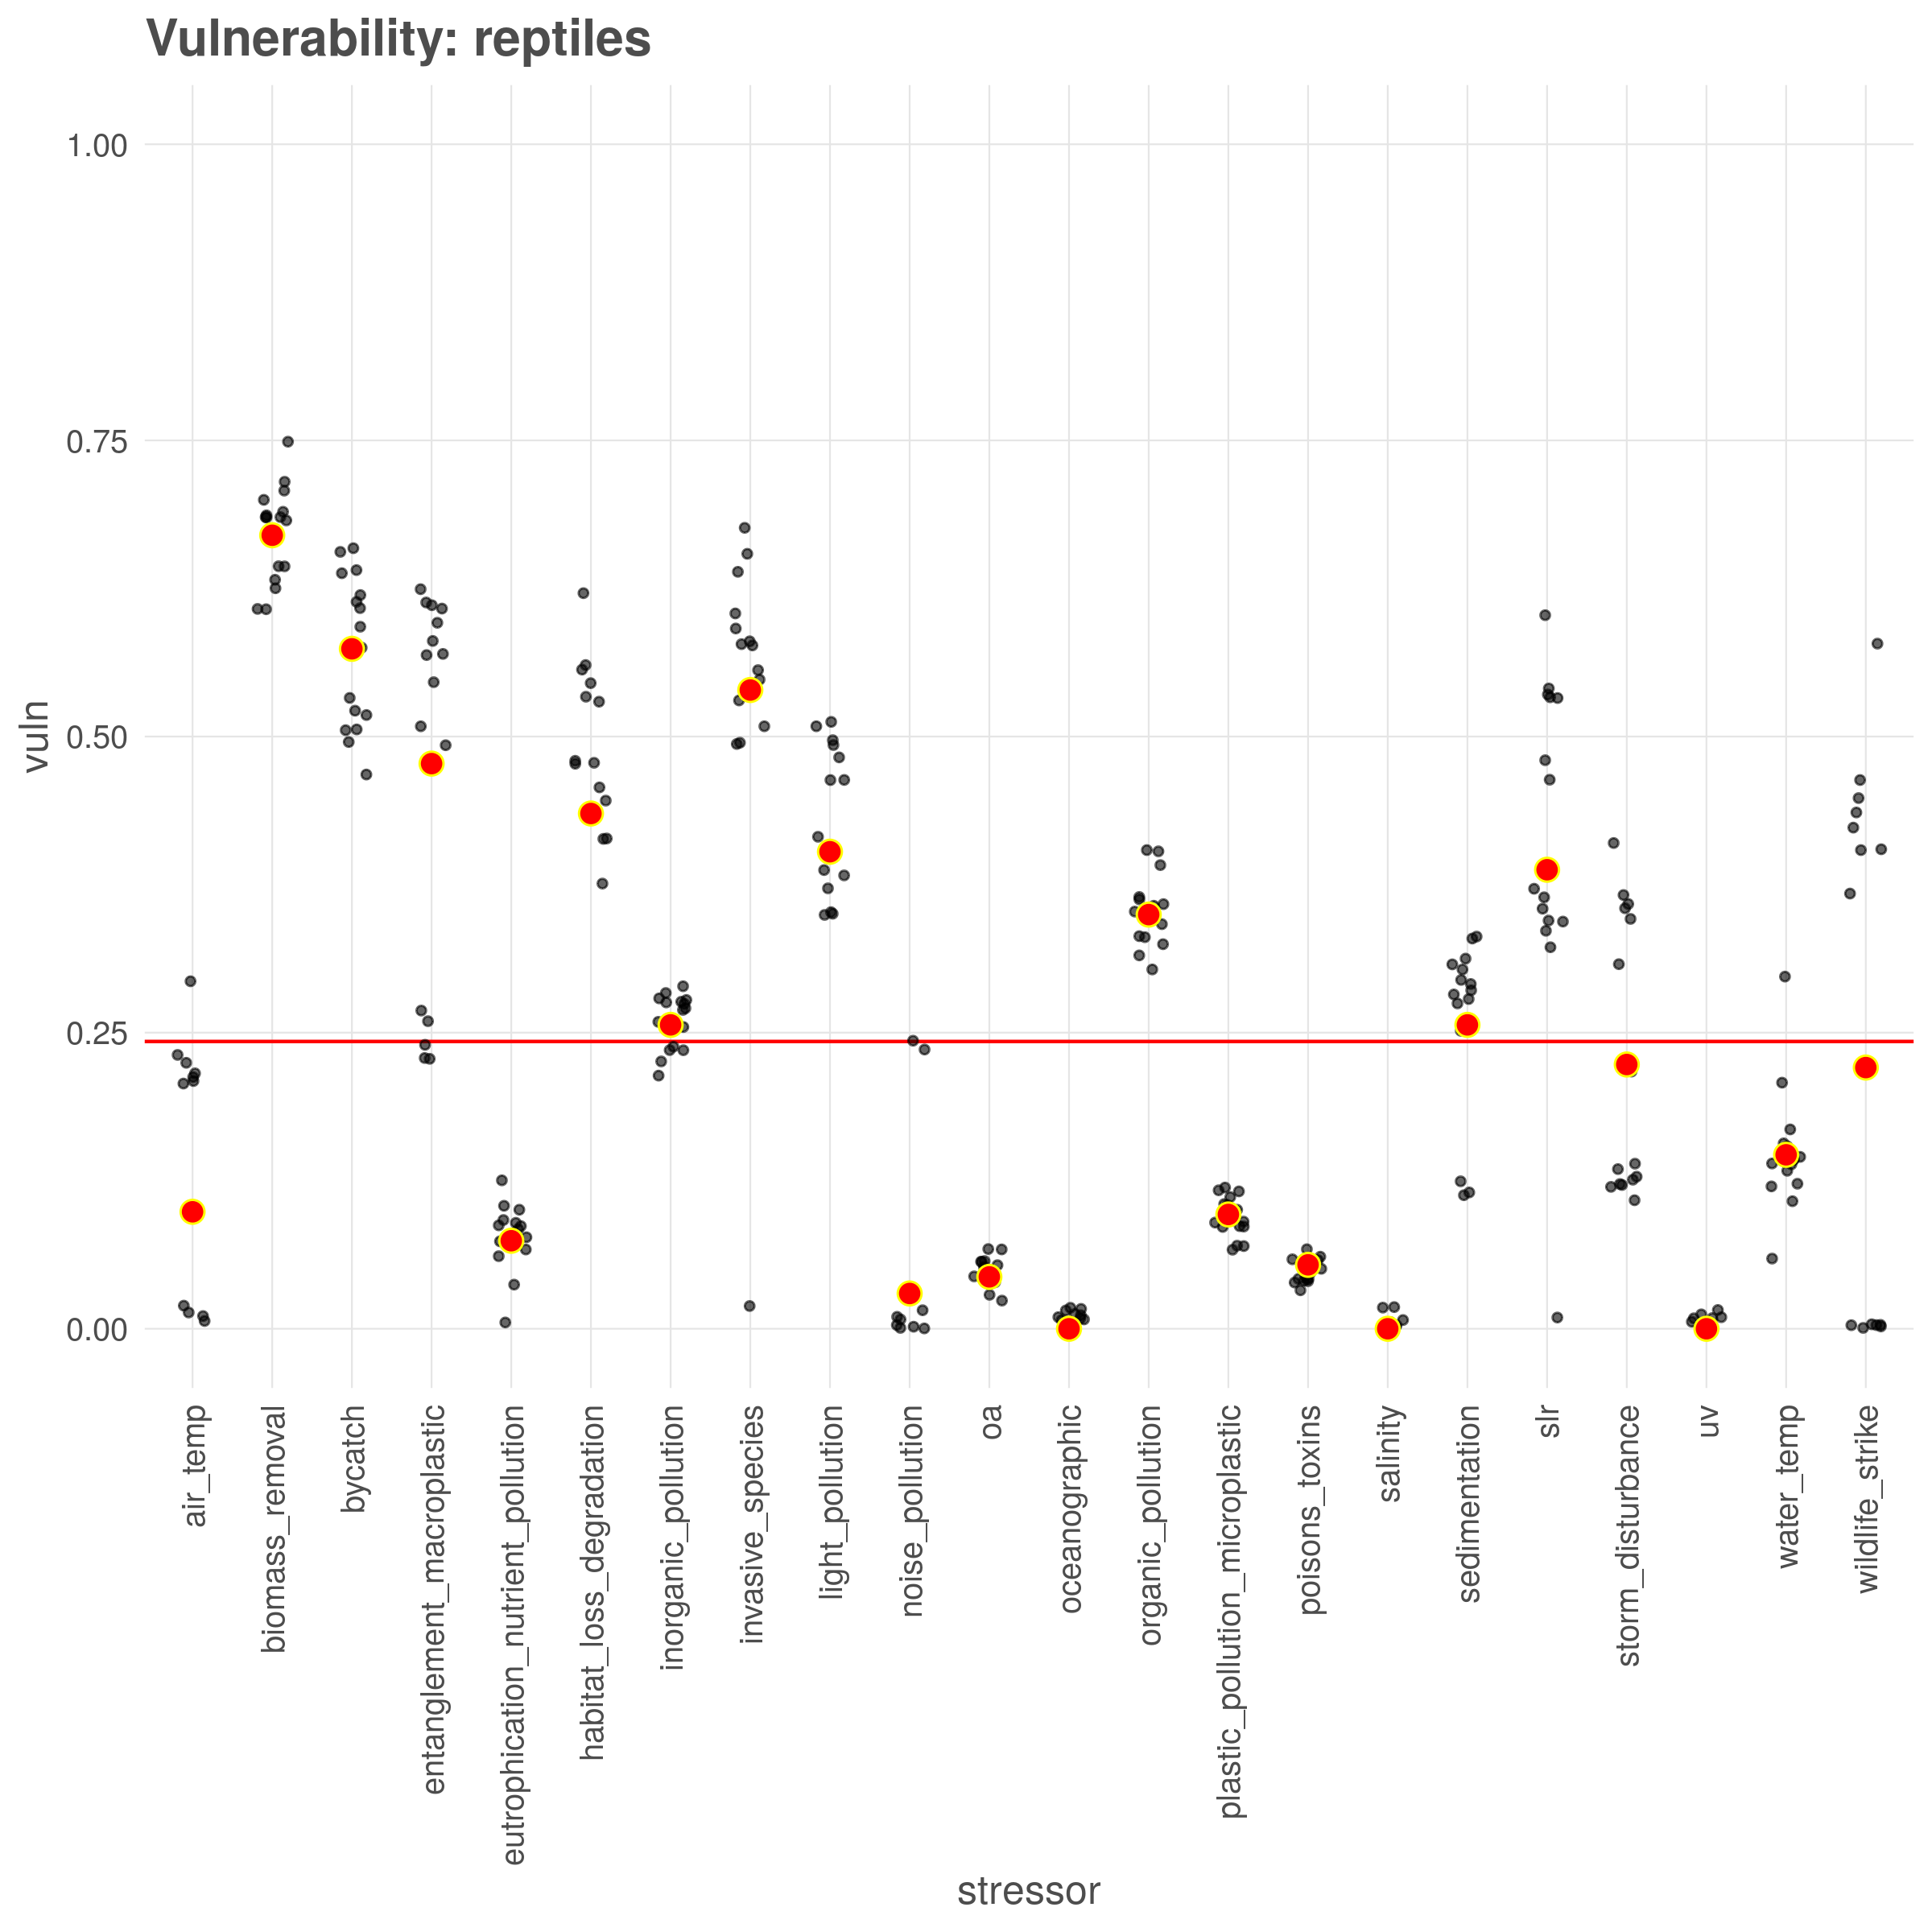 Vulnerability: reptiles
vuln
1.00
0.75
0.50
0.25
0.00
air_temp
biomass_removal
bycatch
entanglement_macroplastic
eutrophication_nutrient_pollution
habitat_loss_degradation
inorganic_pollution
invasive_species
light_pollution
noise_pollution
oa
oceanographic
organic_pollution
plastic_pollution_microplastic
poisons_toxins
salinity
sedimentation
slr
storm_disturbance
uv
water_temp
wildlife_strike
stressor